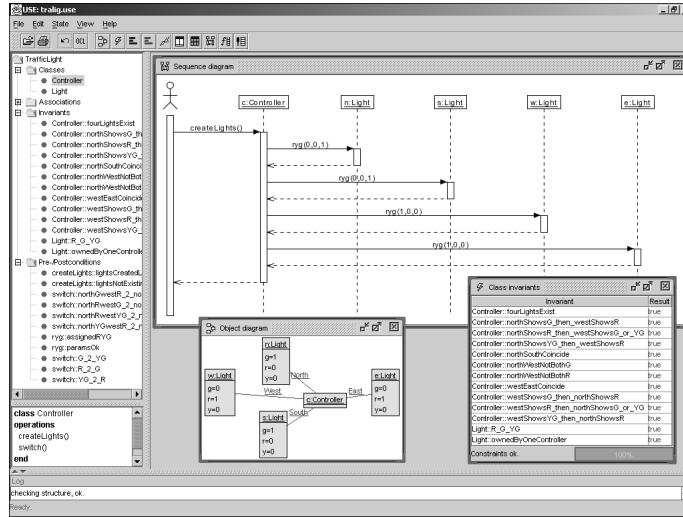 USE: tralig.use
File Edit State View Help
OCL
TrafficLight
Classes
Controller
Light
Associations
Invariants
Controller::fourLightsExist
Controller::northShowsG_th
Controller::northShowsR_th
Controller::northShowsYG_
Controller::northSouthCoinci
Controller::northWestNotBot
Controller::northWestNotBot
Controller::westEastCoincide
Controller::westShowsG_th
Controller::westShowsR_th
Controller::westShowsYG_t
Light::R_G_YG
Light::ownedByOneControlle
Pre-/Postconditions
createLights::lightsCreatedL
createLights::lightsNotExistin
switch::northGwestR_2_no
switch::northRwestG_2_no
switch::northRwestYG_2_r
switch::northYGwestR_2_r
ryg::assignedRYG
ryg::paramsOk
switch::G_2_YG
switch::R_2_G
switch::YG_2_R
class Controller
operations
createLights()
switch()
end
Sequence diagram
c:Controller n:Light s:Light w:Light e:Light
createLights()
ryg(0,0,1)
ryg(0,0,1)
ryg(1,0,0)
ryg(1,0,0)
Object diagram
n:Light
g=1
r=0
y=0
North
w:Light
g=0
r=1
y=0
West
c:Controller
East
e:Light
g=0
r=1
y=0
South
s:Light
g=1
r=0
y=0
Class invariants
Invariant Result
Controller::fourLightsExist true
Controller::northShowsG_then_westShowsR true
Controller::northShowsR_then_westShowsG_or_YG true
Controller::northShowsYG_then_westShowsR true
Controller::northSouthCoincide true
Controller::northWestNotBothG true
Controller::northWestNotBothR true
Controller::westEastCoincide true
Controller::westShowsG_then_northShowsR true
Controller::westShowsR_then_northShowsG_or_YG true
Controller::westShowsYG_then_northShowsR true
Light::R_G_YG true
Light::ownedByOneController true
Constraints ok. 100%
Log
checking structure, ok.
Ready.